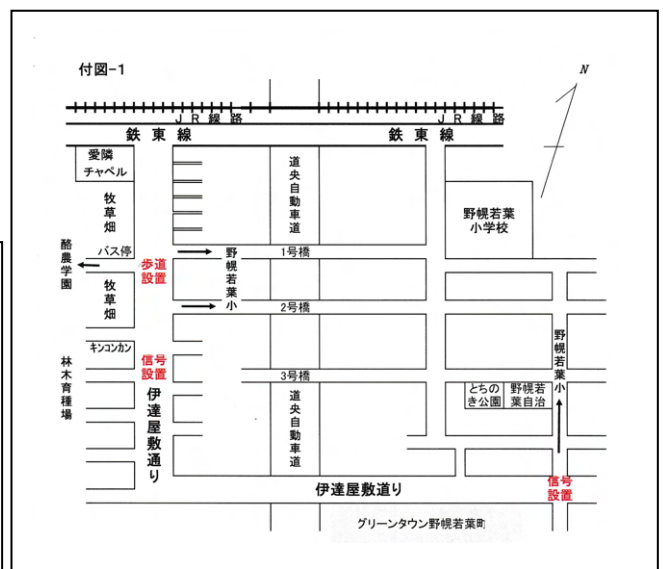 付図-1
N
JR線路
JR線路
鉄東線
鉄東線
愛隣
チャペル
牧草畑
道央自動車道
野幌若葉
小学校
酪農学園
バス停
歩道
設置
野幌若葉小
1号橋
牧草畑
2号橋
キンコンカン
信号
設置
林木育種場
3号橋
野幌若葉小
とちの
き公園
野幌若
葉自治
伊達屋敷通り
道央自動車道
伊達屋敷道り
信号
設置
グリーンタウン野幌若葉町